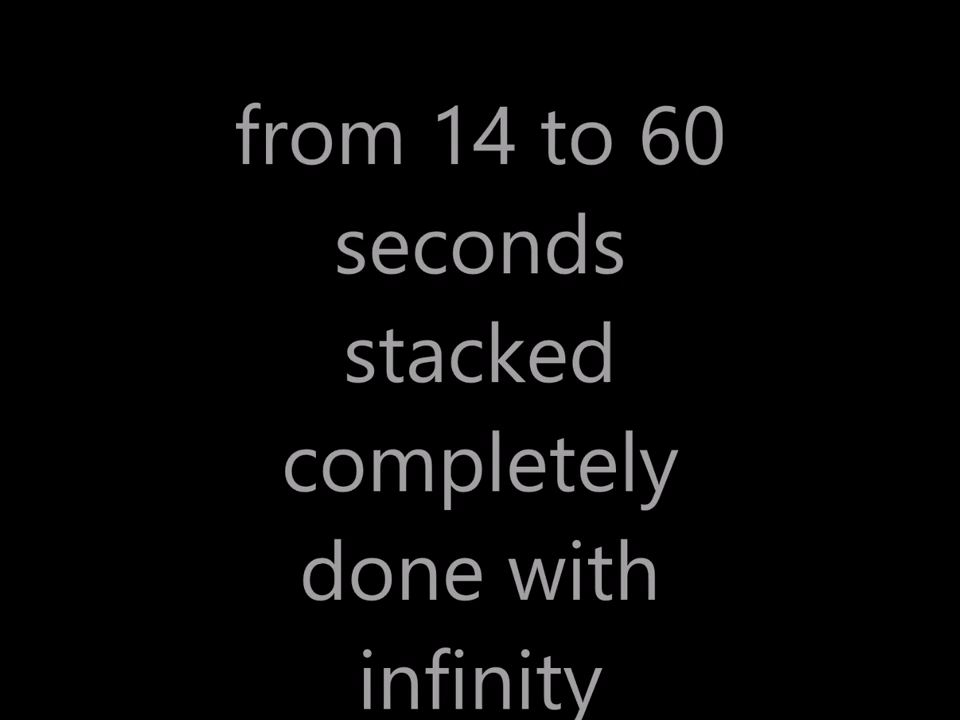 from 14 to 60
seconds
stacked
completely
done with
infinity